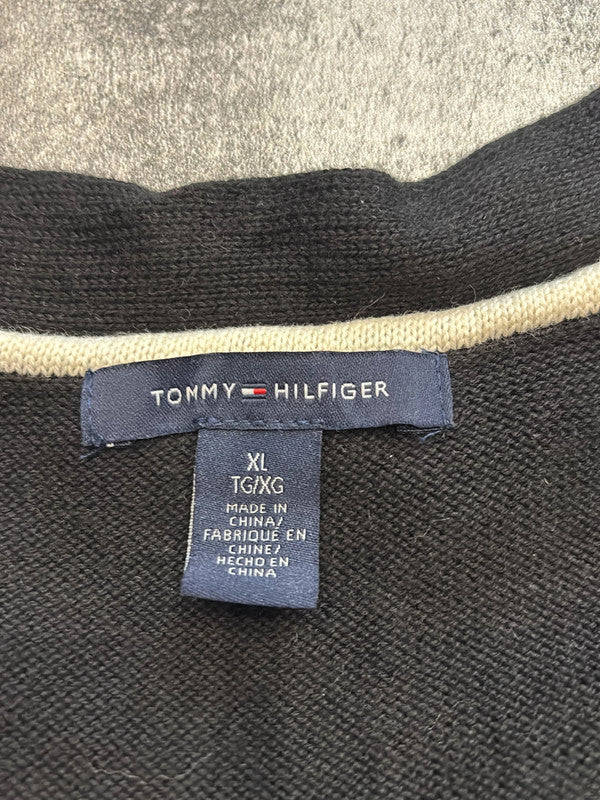 TOMMY HILFIGER
XL
TG/XG
MADE IN
CHINA/
FABRIQUÉ EN
CHINE/
HECHO EN
CHINA